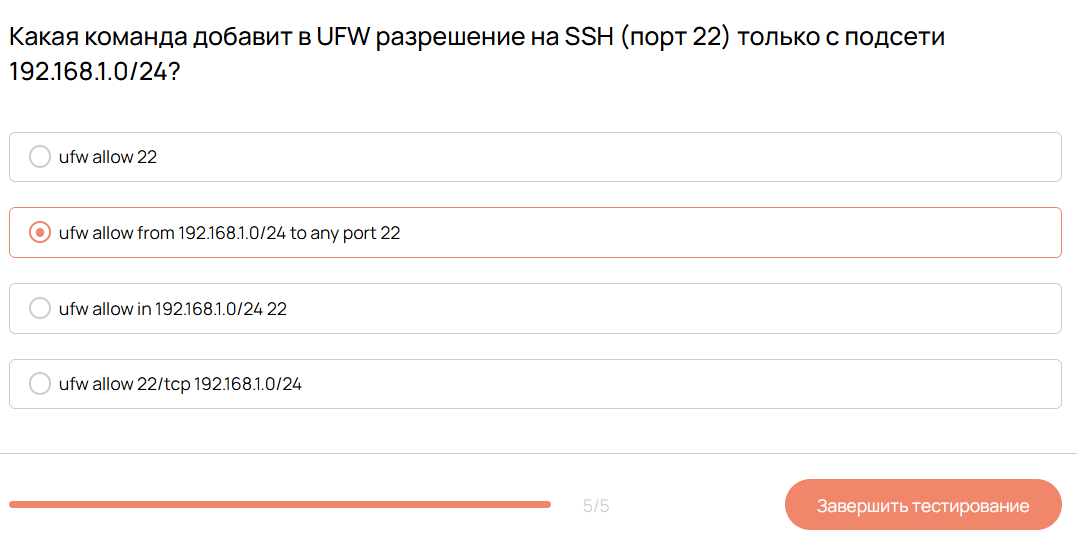 Какая команда добавит в UFW разрешение на SSH (порт 22) только с подсети
192.168.1.0/24?
ufw allow 22
ufw allow from 192.168.1.0/24 to any port 22
ufw allow in 192.168.1.0/24 22
ufw allow 22/tcp 192.168.1.0/24
5/5
Завершить тестирование